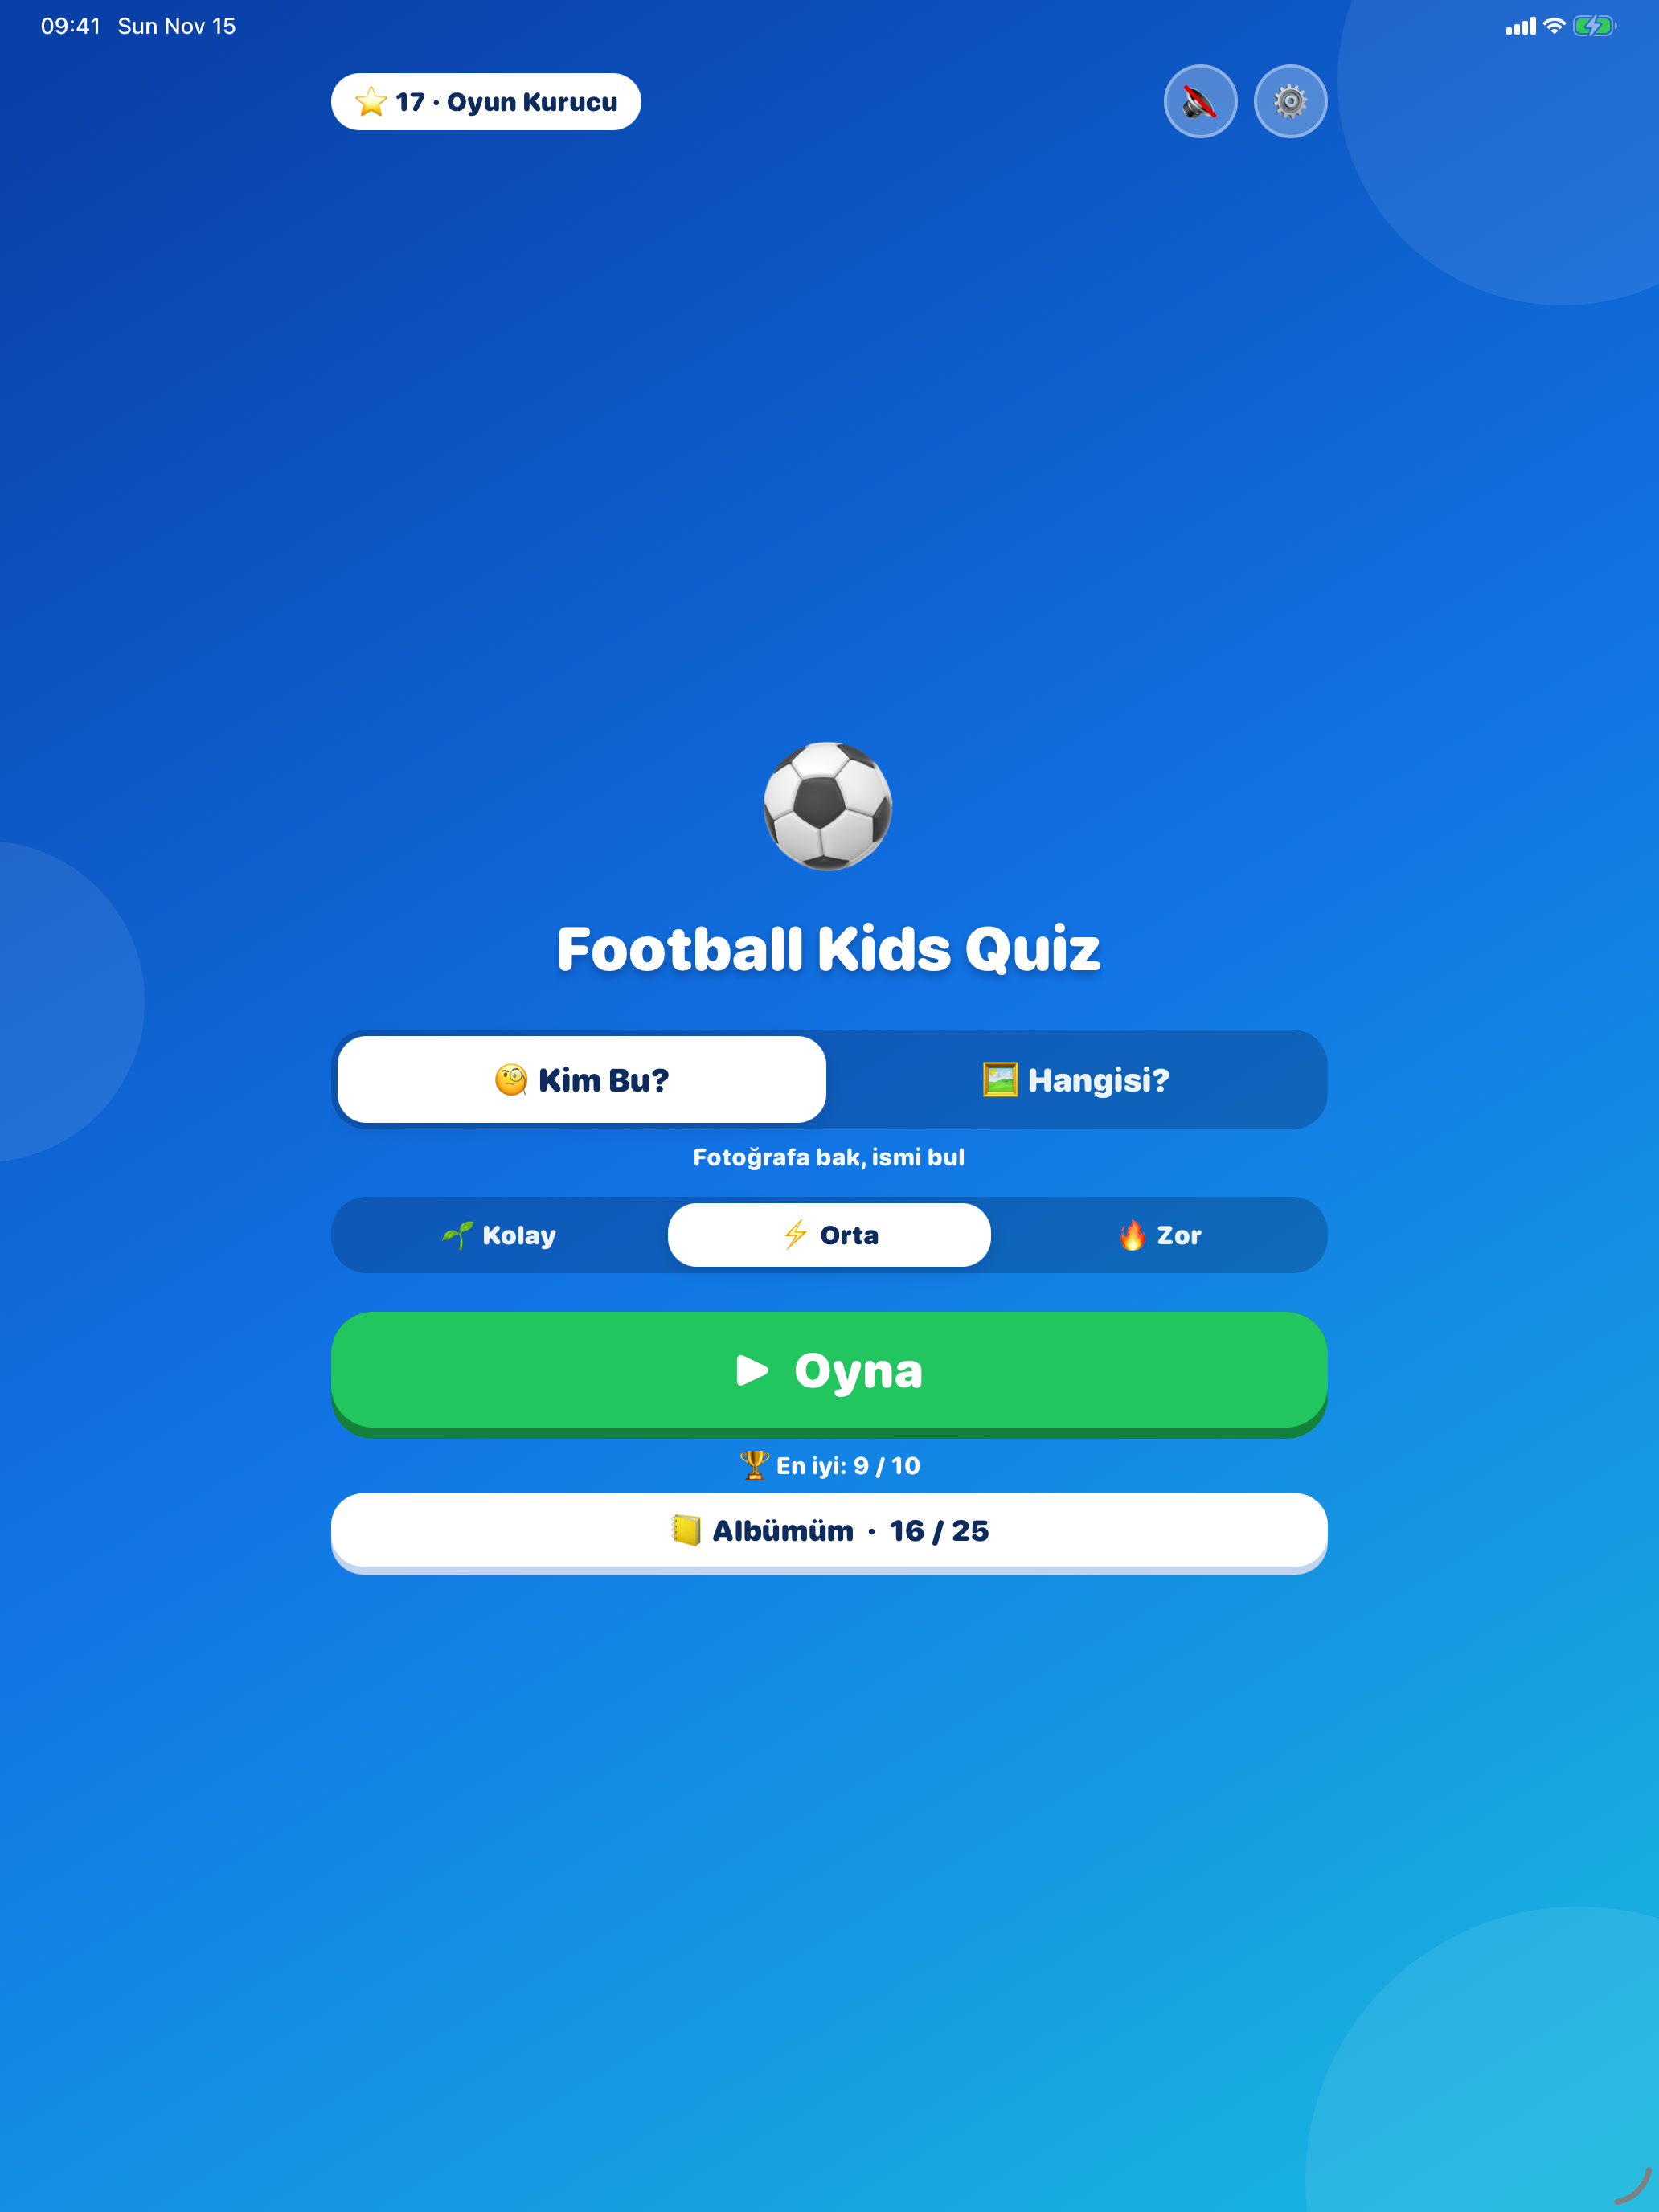 09:41 Sun Nov 15
17 · Oyun Kurucu
Football Kids Quiz
Kim Bu?
Hangisi?
Fotoğrafa bak, ismi bul
Kolay
Orta
Zor
Oyna
En iyi: 9 / 10
Albümüm · 16 / 25